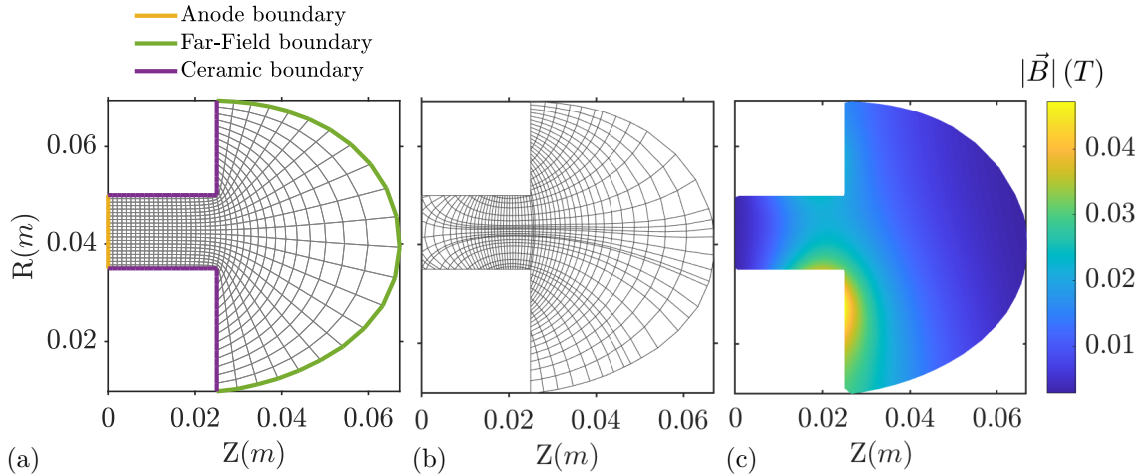 Anode boundary
Far-Field boundary
Ceramic boundary
|B⃗| (T)
R(m)
0.06
0.04
0.02
0 0.02 0.04 0.06
0 0.02 0.04 0.06
0 0.02 0.04 0.06
0.04
0.03
0.02
0.01
(a) Z(m) (b) Z(m) (c) Z(m)